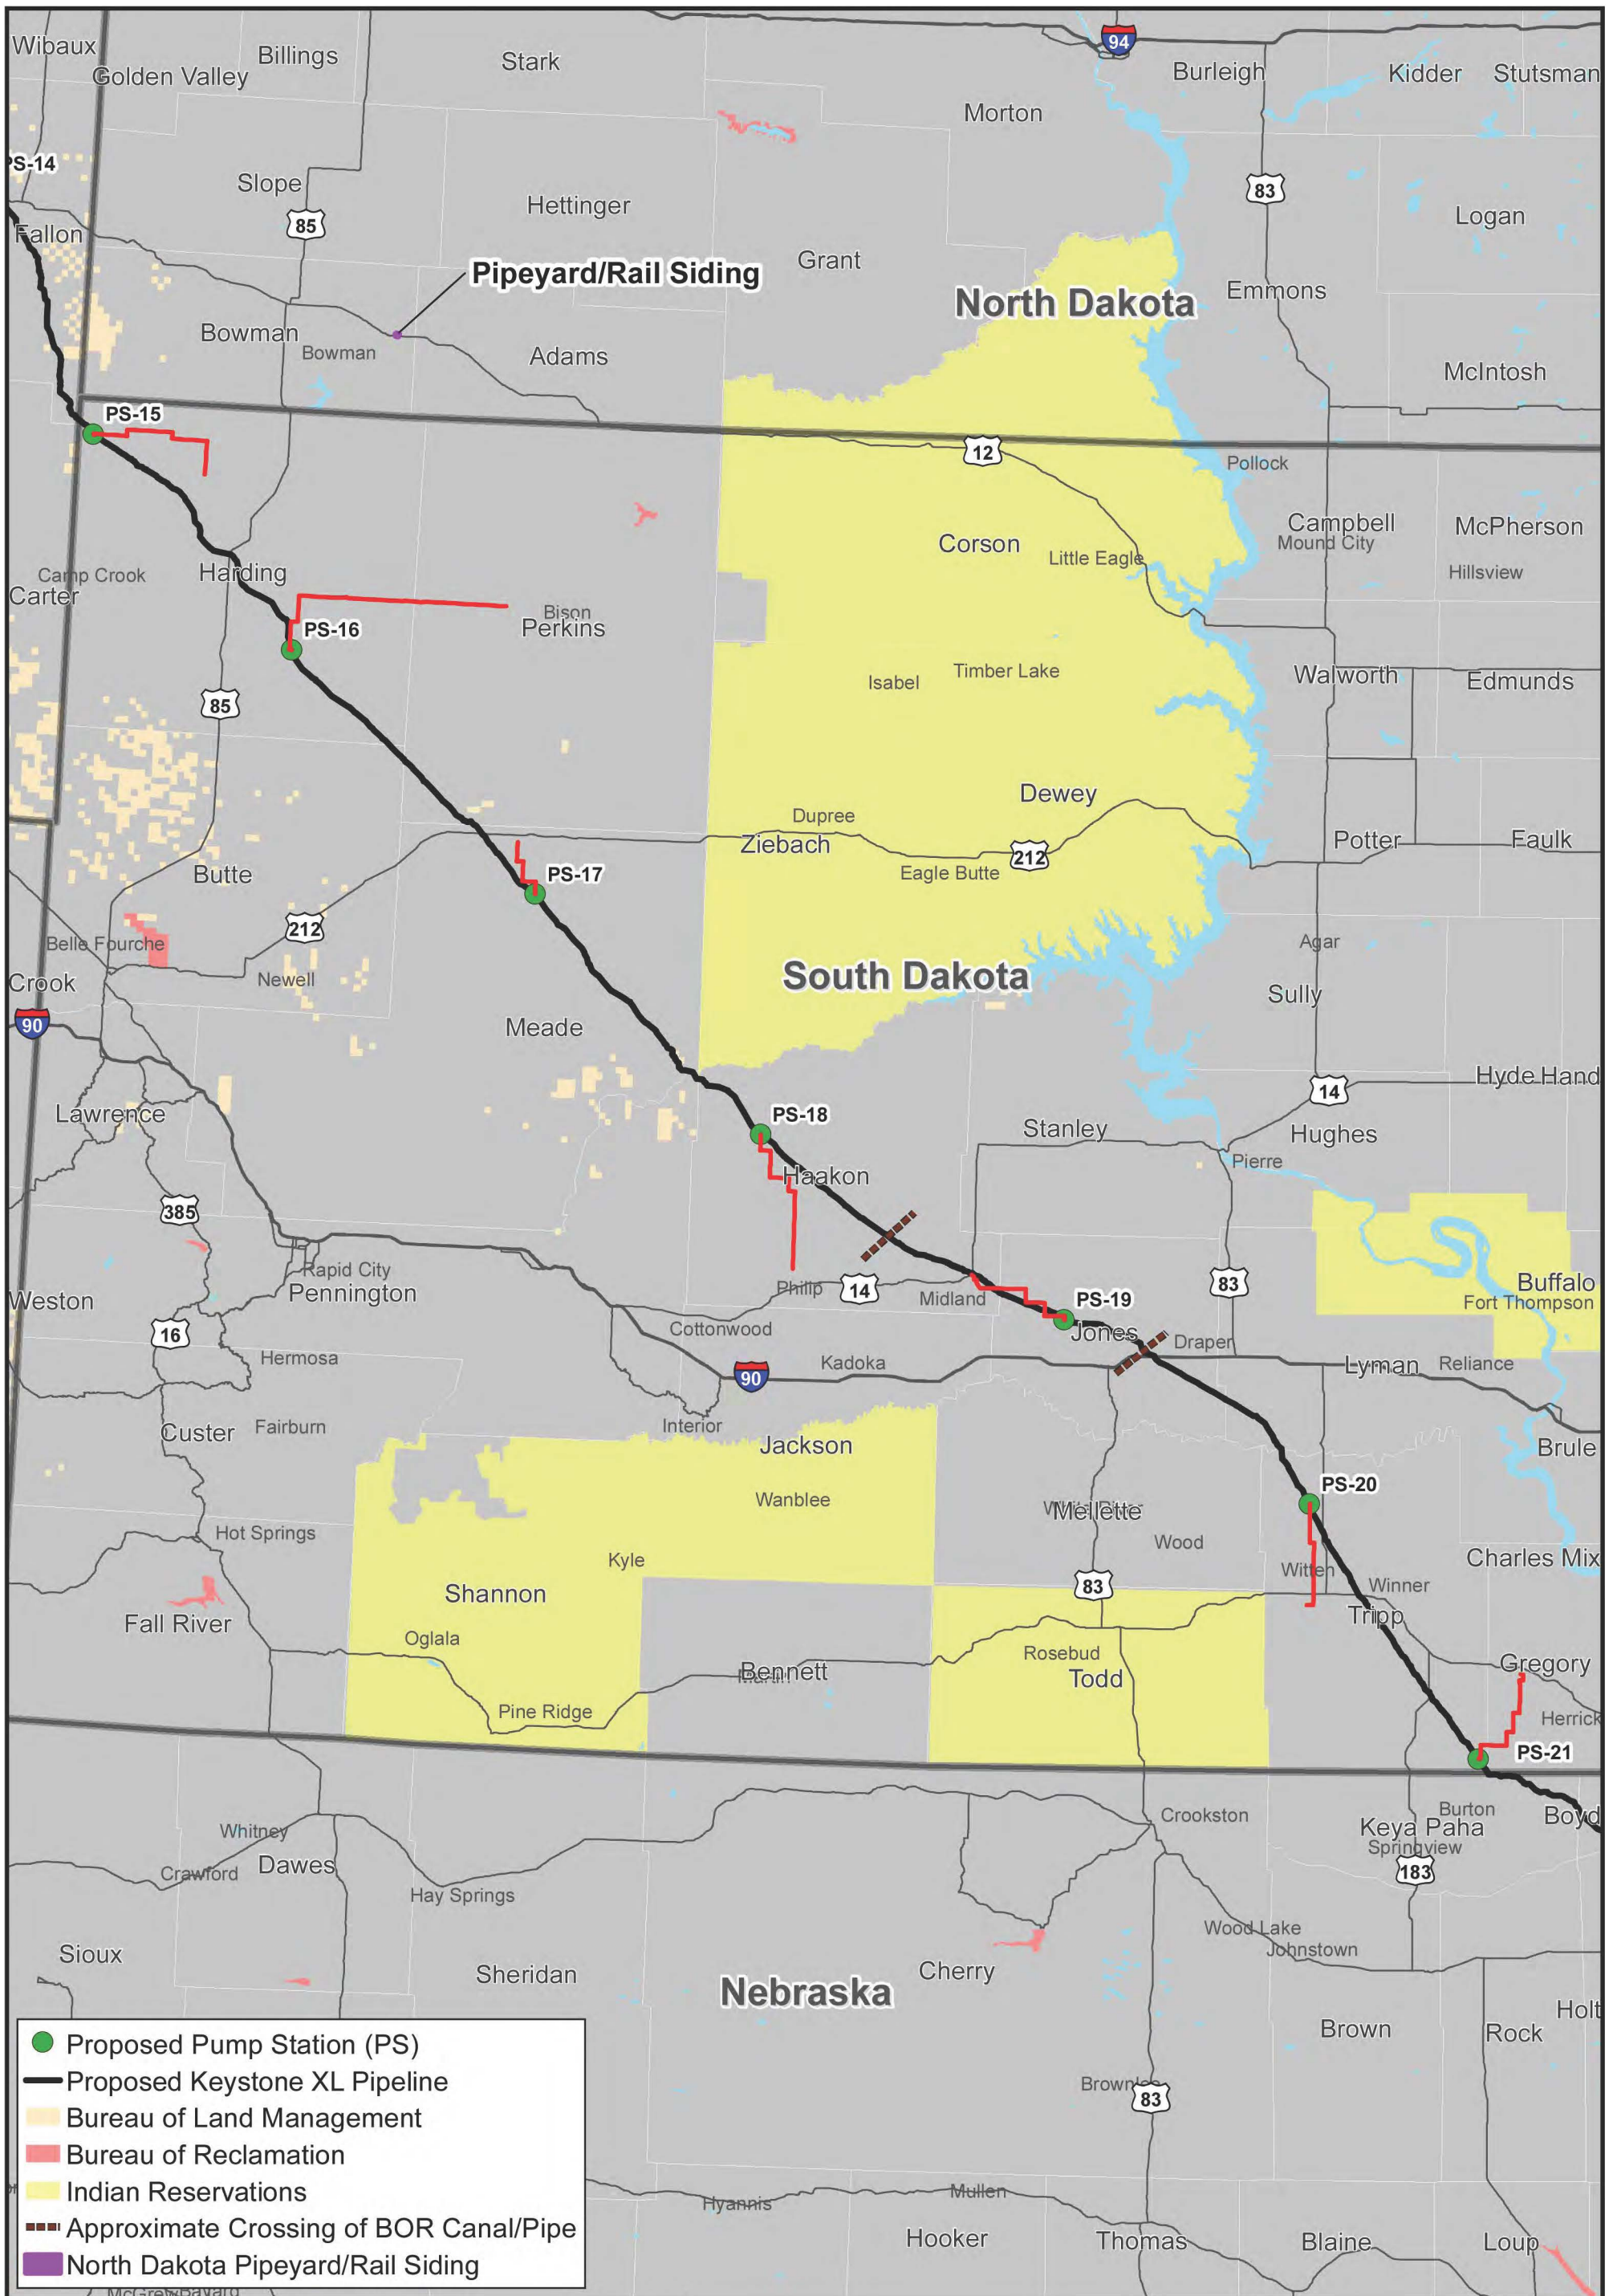 94
Wibaux
Billings
Stark
Golden Valley
Burleigh
Kidder
Stutsman
Morton
PS-14
Slope
83
Hettinger
Logan
85
Fallon
Grant
Pipeyard/Rail Siding
North Dakota
Emmons
Bowman
Bowman
Adams
McIntosh
PS-15
12
Pollock
Campbell
McPherson
Mound City
Corson
Little Eagle
Hillsview
Camp Crook
Harding
Carter
Bison
Perkins
PS-16
Timber Lake
Isabel
Walworth
Edmunds
85
Dewey
Dupree
Ziebach
Potter
Faulk
212
Eagle Butte
Butte
PS-17
212
Belle Fourche
Agar
Newell
Crook
South Dakota
Sully
90
Meade
Hyde
Hand
14
Lawrence
PS-18
Stanley
Hughes
Pierre
Haakon
385
Rapid City
Pennington
Philip
14
Midland
PS-19
83
Buffalo
Fort Thompson
Weston
16
Cottonwood
Jones
Draper
Hermosa
Kadoka
90
Lyman
Reliance
Custer
Fairburn
Interior
Jackson
Brule
Wanblee
PS-20
Mellette
Wood
Hot Springs
Kyle
Witten
Charles Mix
Shannon
83
Winner
Fall River
Tripp
Oglala
Rosebud
Bennett
Todd
Gregory
Pine Ridge
Herrick
PS-21
Crookston
Burton
Boyd
Whitney
Keya Paha
Springview
Crawford
Dawes
183
Hay Springs
Wood Lake
Johnstown
Sioux
Sheridan
Cherry
Nebraska
Holt
Brown
Rock
83
Hyannis
Mullen
Hooker
Thomas
Blaine
Loup
Proposed Pump Station (PS)
Proposed Keystone XL Pipeline
Bureau of Land Management
Bureau of Reclamation
Indian Reservations
Approximate Crossing of BOR Canal/Pipe
North Dakota Pipeyard/Rail Siding